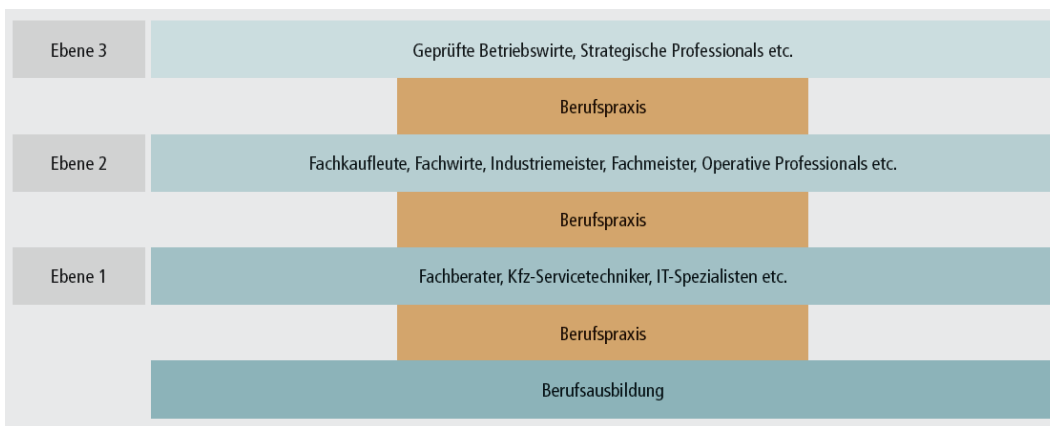 Ebene 3
Geprüfte Betriebswirte, Strategische Professionals etc.
Berufspraxis
Ebene 2
Fachkaufleute, Fachwirte, Industriemeister, Fachmeister, Operative Professionals etc.
Berufspraxis
Ebene 1
Fachberater, Kfz-Servicetechniker, IT-Spezialisten etc.
Berufspraxis
Berufsausbildung